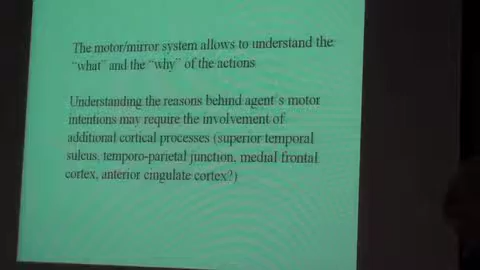 The motor/mirror system allows to understand the
“what” and the “why” of the actions
Understanding the reasons behind agent’s motor
intentions may require the involvement of
additional cortical processes (superior temporal
sulcus, temporo-parietal junction, medial frontal
cortex, anterior cingulate cortex?)